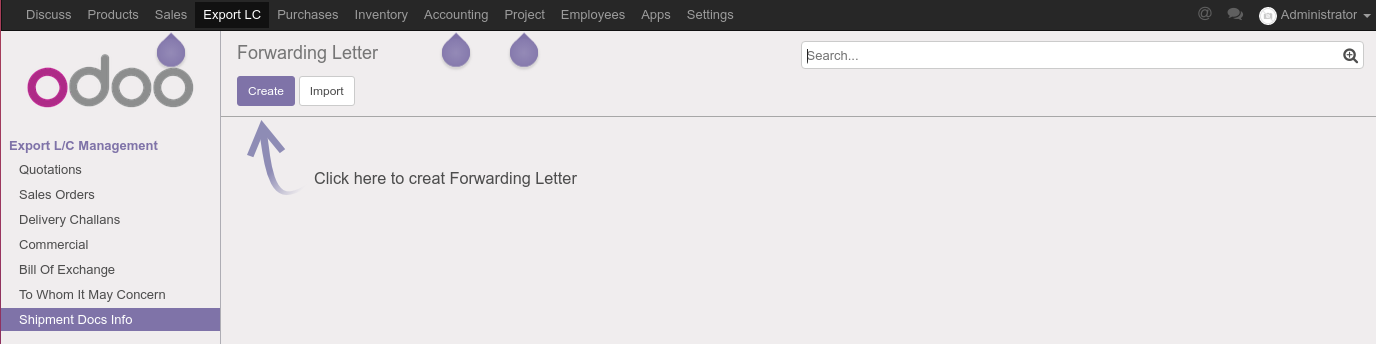 Discuss Products Sales Export LC Purchases Inventory Accounting Project Employees Apps Settings @ Administrator
odoo
Forwarding Letter
Search...
Create Import
Export L/C Management
Quotations
Click here to creat Forwarding Letter
Sales Orders
Delivery Challans
Commercial
Bill Of Exchange
To Whom It May Concern
Shipment Docs Info